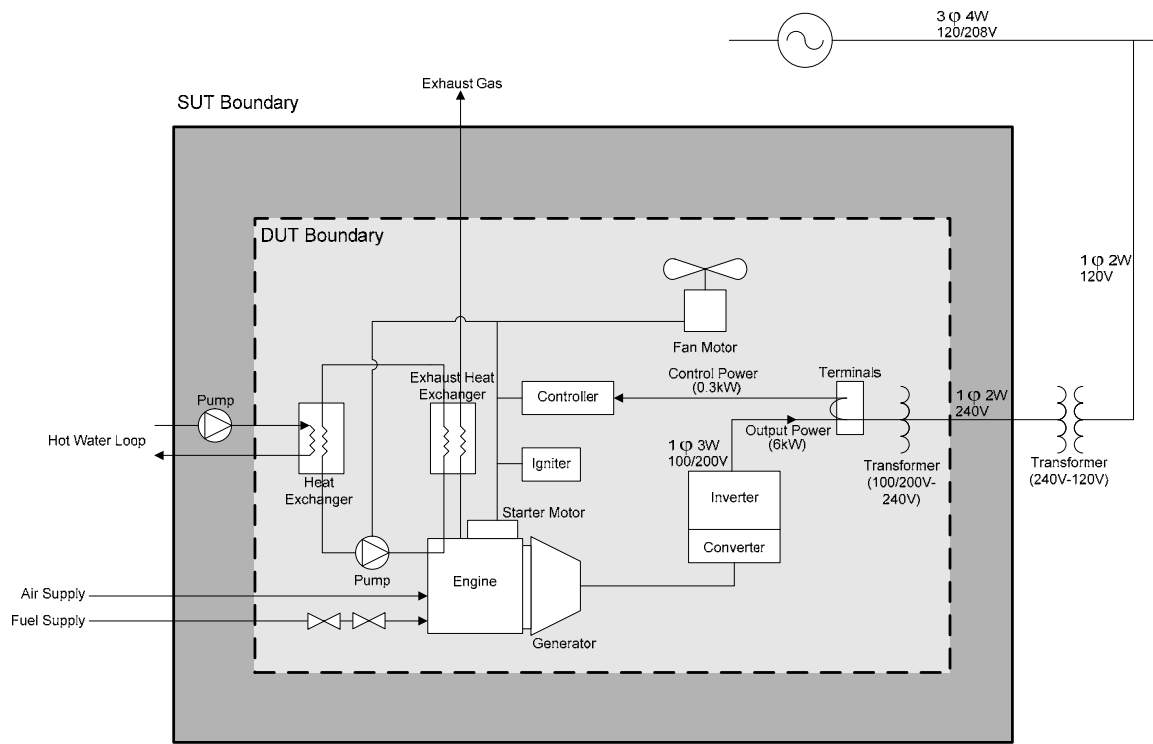 3 φ 4W
120/208V
Exhaust Gas
SUT Boundary
DUT Boundary
1 φ 2W
120V
Fan Motor
Exhaust Heat
Exchanger
Control Power
(0.3kW)
Terminals
Controller
1 φ 2W
240V
Pump
Hot Water Loop
Output Power
(6kW)
1 φ 3W
100/200V
Igniter
Transformer
(100/200V-
240V)
Transformer
(240V-120V)
Heat
Exchanger
Inverter
Starter Motor
Converter
Pump
Engine
Air Supply
Fuel Supply
Generator